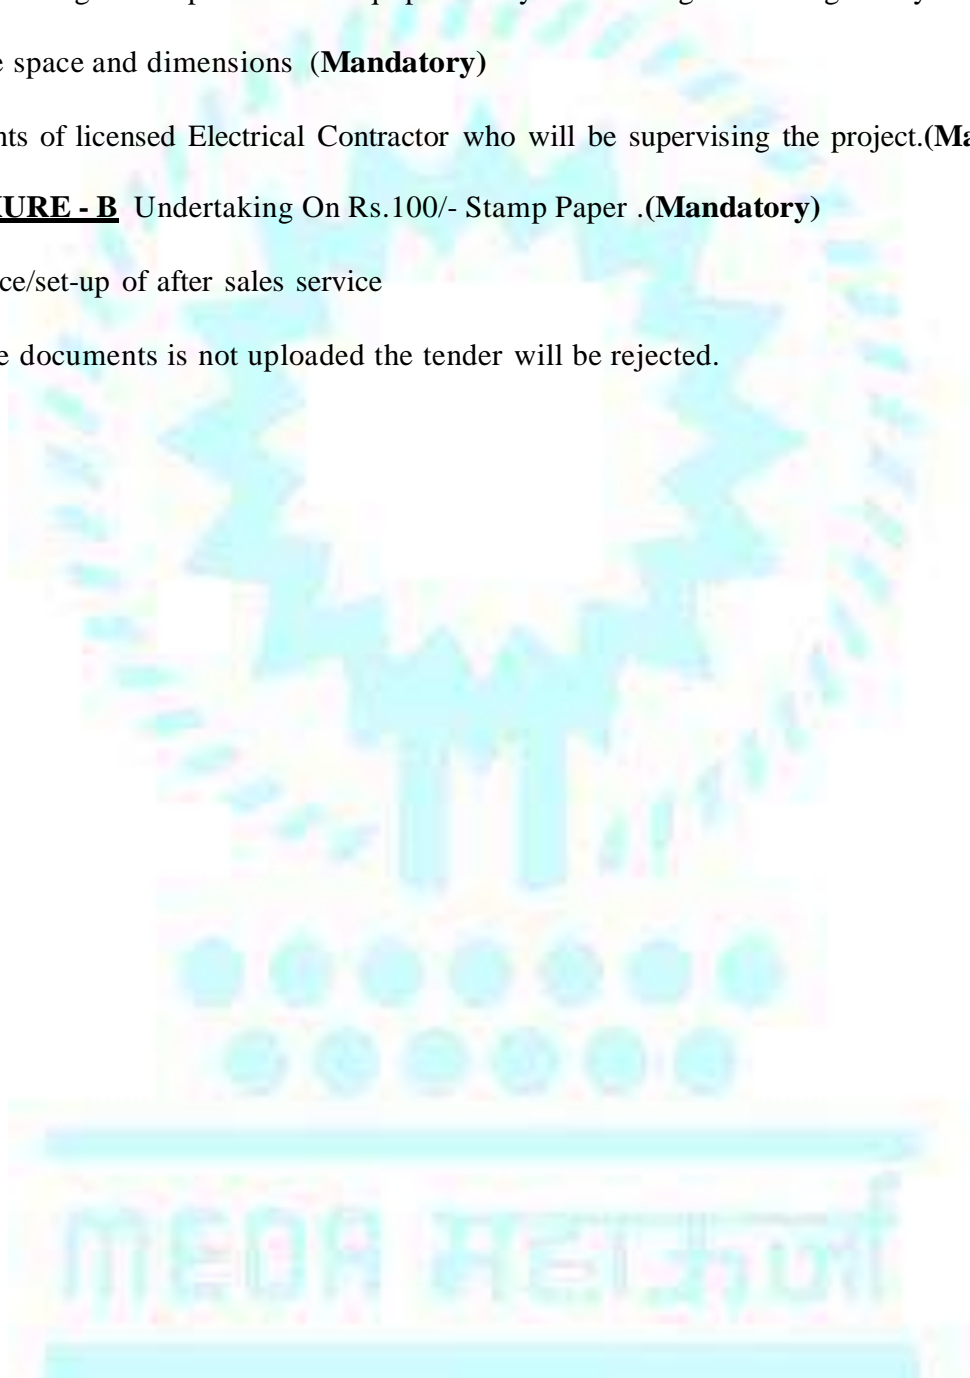 e space and dimensions (Mandatory)
nts of licensed Electrical Contractor who will be supervising the project.(Ma
URE - B Undertaking On Rs.100/- Stamp Paper .(Mandatory)
ce/set-up of after sales service
e documents is not uploaded the tender will be rejected.
MEDA महाऊर्जा